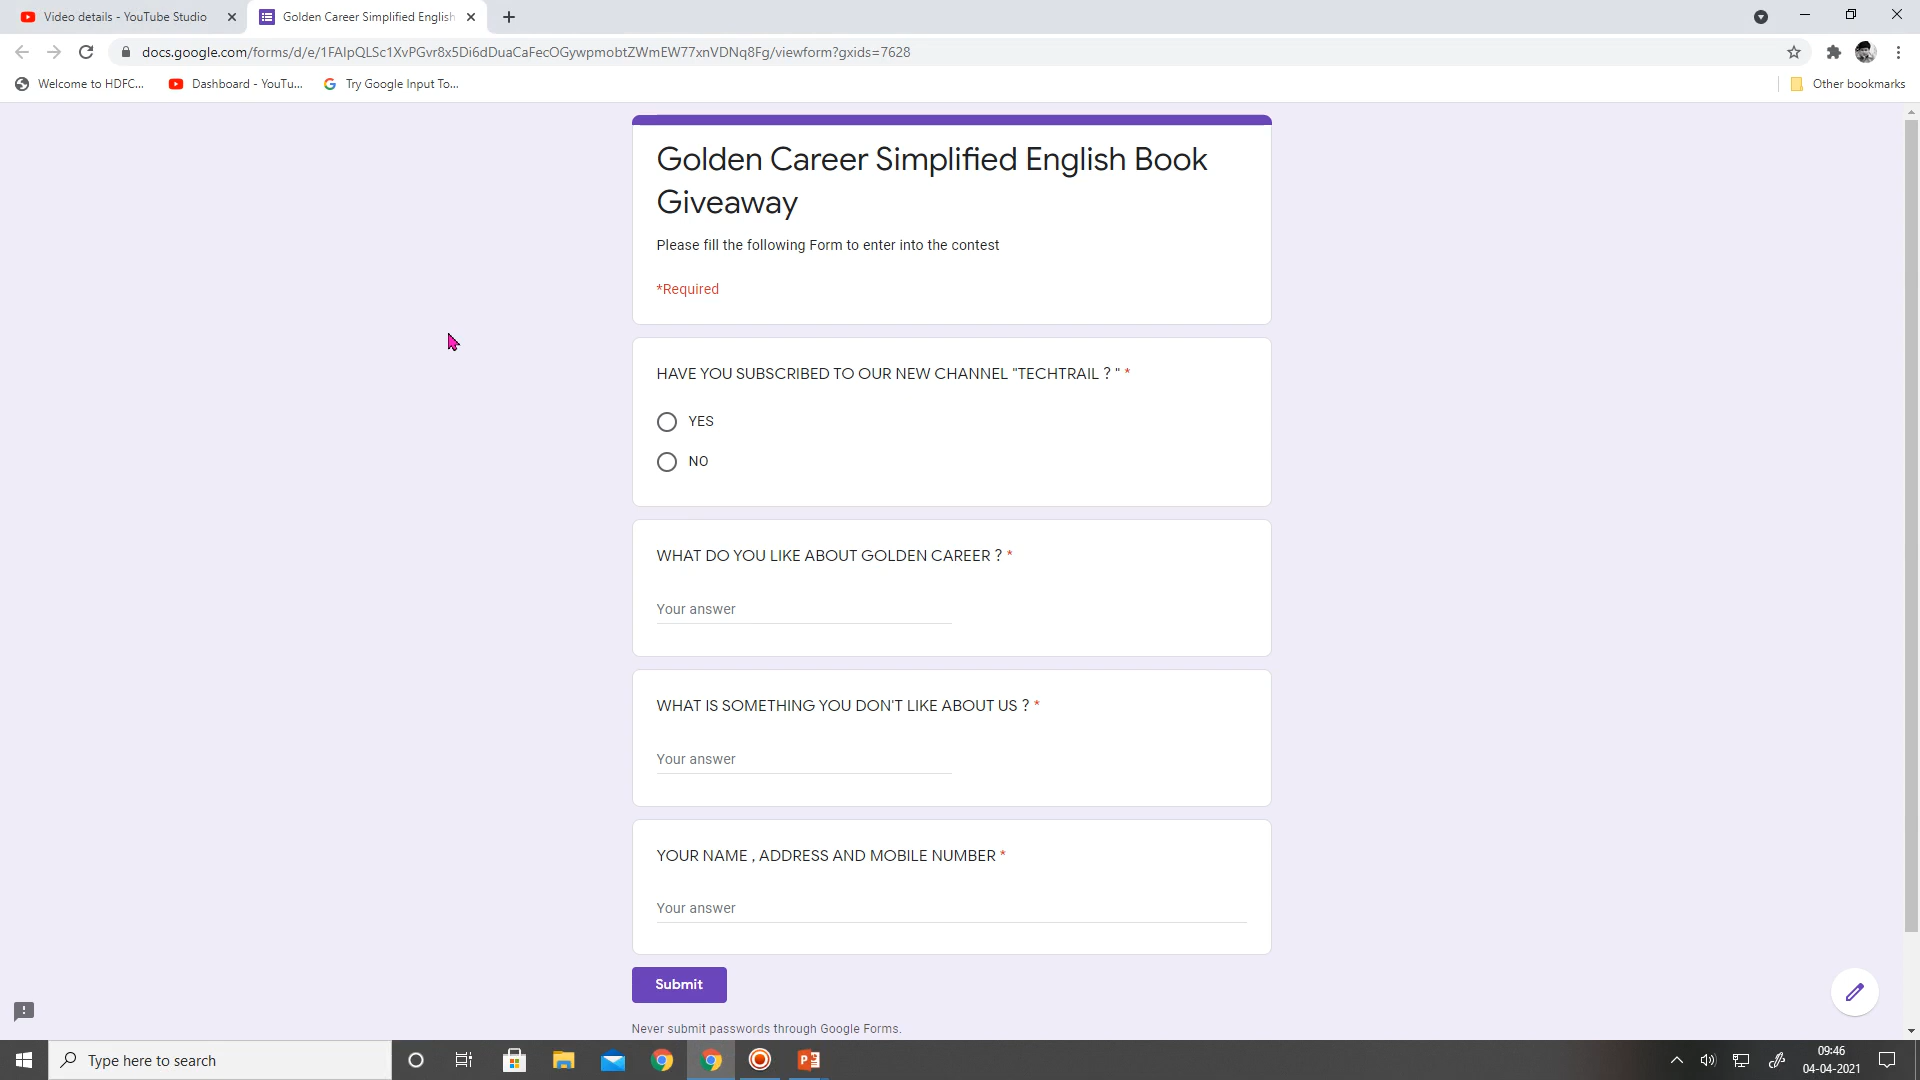 Video details - YouTube Studio
Golden Career Simplified English
docs.google.com/forms/d/e/1FAIpQLSc1XvPGvr8x5Di6dDuaCaFecOGywpmobtZWmEW77xnVDNq8Fg/viewform?gxids=7628
Welcome to HDFC...
Dashboard - YouTu...
Try Google Input To...
Other bookmarks
Golden Career Simplified English Book
Giveaway
Please fill the following Form to enter into the contest
*Required
HAVE YOU SUBSCRIBED TO OUR NEW CHANNEL "TECHTRAIL ? " *
YES
NO
WHAT DO YOU LIKE ABOUT GOLDEN CAREER ? *
Your answer
WHAT IS SOMETHING YOU DON'T LIKE ABOUT US ? *
Your answer
YOUR NAME , ADDRESS AND MOBILE NUMBER *
Your answer
Submit
Never submit passwords through Google Forms.
Type here to search
09:46
04-04-2021